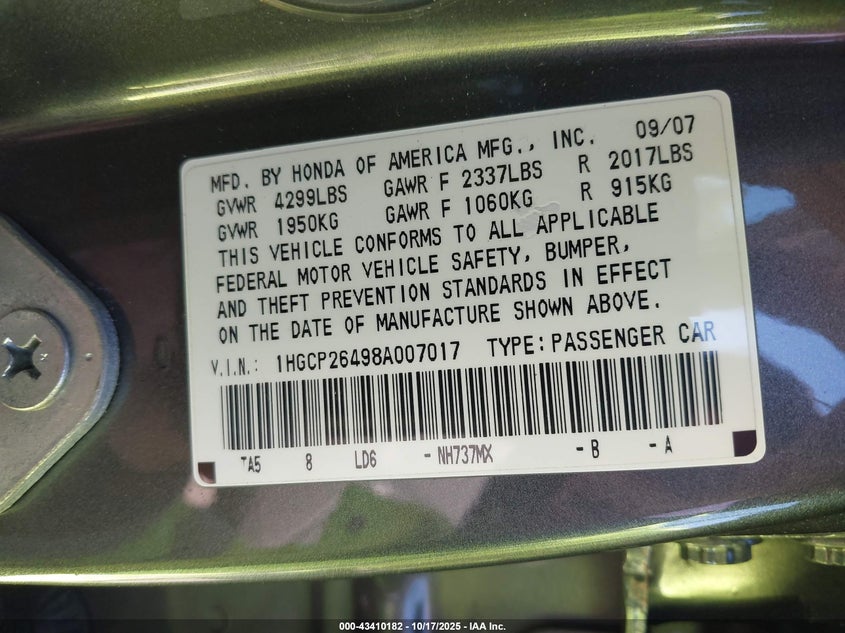 MFD. BY HONDA OF AMERICA MFG., INC. 09/07
GVWR 4299LBS GAWR F 2337LBS R 2017LBS
GVWR 1950KG GAWR F 1060KG R 915KG
THIS VEHICLE CONFORMS TO ALL APPLICABLE
FEDERAL MOTOR VEHICLE SAFETY, BUMPER,
AND THEFT PREVENTION STANDARDS IN EFFECT
ON THE DATE OF MANUFACTURE SHOWN ABOVE.
V.I.N.: 1HGCP26498A007017 TYPE: PASSENGER CAR
TA5 8 LD6 - NH737MX - B - A
000-43410182 - 10/17/2025 - IAA Inc.